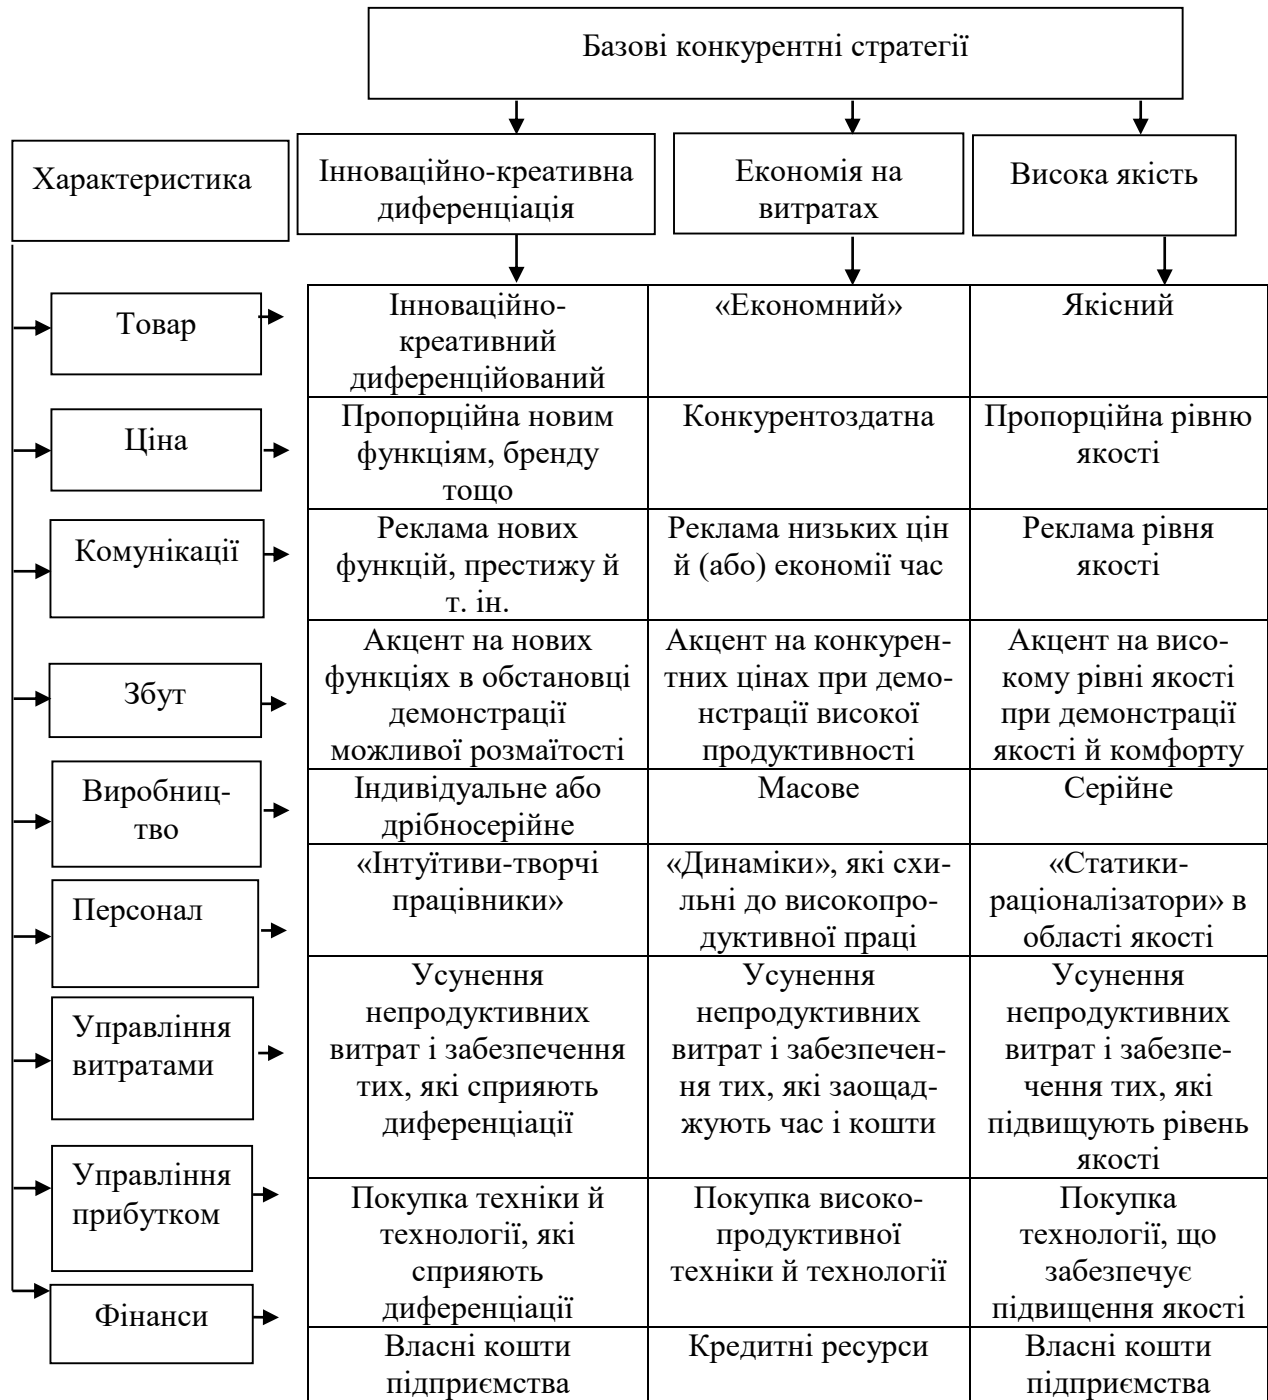 Базові конкурентні стратегії
Характеристика
Інноваційно-креативна
диференціація
Економія на
витратах
Висока якість
Товар
Інноваційно-
креативний
диференційований
«Економний»
Якісний
Ціна
Пропорційна новим
функціям, бренду
тощо
Конкурентоздатна
Пропорційна рівню
якості
Комунікації
Реклама нових
функцій, престижу й
т. ін.
Реклама низьких цін
й (або) економії час
Реклама рівня
якості
Збут
Акцент на нових
функціях в обстановці
демонстрації
можливої розмаїтості
Акцент на конкурен-
тних цінах при демо-
нстрації високої
продуктивності
Акцент на висо-
кому рівні якості
при демонстрації
якості й комфорту
Виробниц-
тво
Індивідуальне або
дрібносерійне
Масове
Серійне
Персонал
«Інтуїтиви-творчі
працівники»
«Динаміки», які схи-
льні до високопро-
дуктивної праці
«Статики-
раціоналізатори» в
області якості
Управління
витратами
Усунення
непродуктивних
витрат і забезпечення
тих, які сприяють
диференціації
Усунення
непродуктивних
витрат і забезпечен-
ня тих, які заощад-
жують час і кошти
Усунення
непродуктивних
витрат і забезпе-
чення тих, які
підвищують рівень
якості
Управління
прибутком
Покупка техніки й
технології, які
сприяють
диференціації
Покупка високо-
продуктивної
техніки й технології
Покупка
технології, що
забезпечує
підвищення якості
Фінанси
Власні кошти
підприємства
Кредитні ресурси
Власні кошти
підприємства